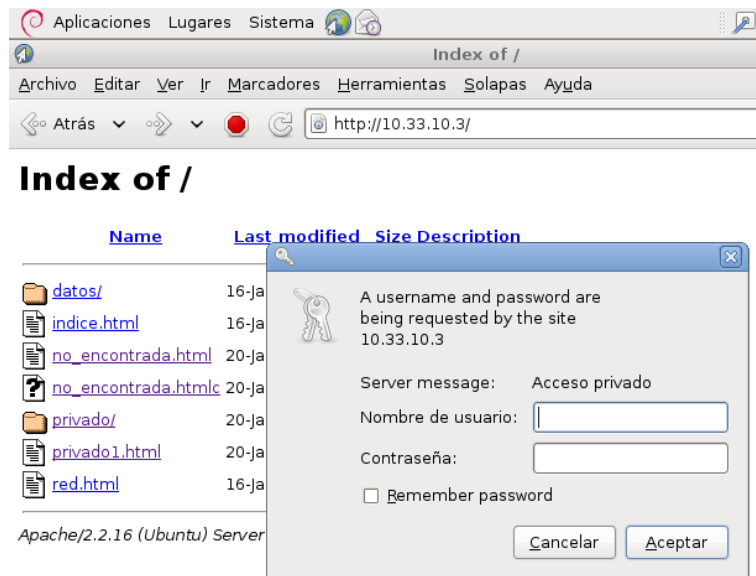 Aplicaciones Lugares Sistema
Index of /
Archivo Editar Ver Ir Marcadores Herramientas Solapas Ayuda
Atrás http://10.33.10.3/
Index of /
Name Last modified Size Description
datos/ 16-Ja
indice.html 16-Ja
no_encontrada.html 20-Ja
no_encontrada.htmlc 20-Ja
privado/ 20-Ja
privado1.html 20-Ja
red.html 16-Ja
Apache/2.2.16 (Ubuntu) Server
A username and password are
being requested by the site
10.33.10.3
Server message: Acceso privado
Nombre de usuario:
Contraseña:
Remember password
Cancelar Aceptar